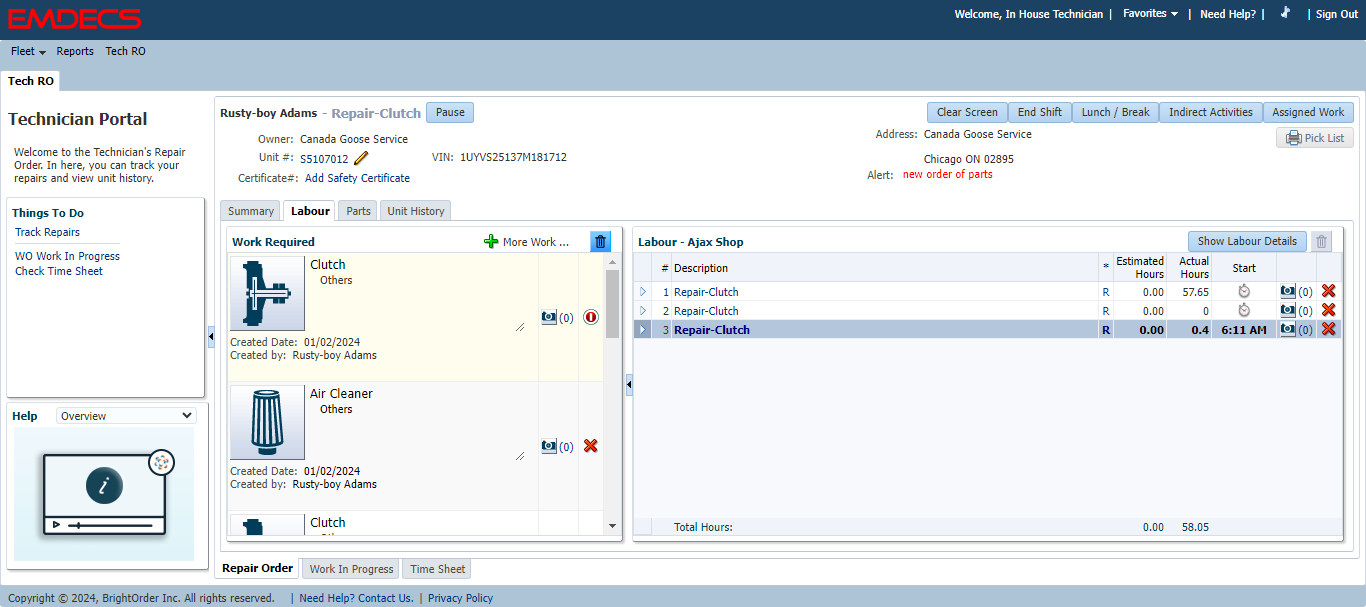 EMDECS
Welcome, In House Technician | Favorites | Need Help? | | Sign Out
Fleet Reports Tech RO
Tech RO
Technician Portal
Welcome to the Technician's Repair
Order. In here, you can track your
repairs and view unit history.
Things To Do
Track Repairs
WO Work In Progress
Check Time Sheet
Help Overview
Rusty-boy Adams - Repair-Clutch Pause
Clear Screen End Shift Lunch / Break Indirect Activities Assigned Work
Owner: Canada Goose Service
Unit #: S5107012 VIN: 1UYVS25137M181712
Certificate#: Add Safety Certificate
Address: Canada Goose Service
Pick List
Chicago ON 02895
Alert: new order of parts
Summary Labour Parts Unit History
Work Required More Work ...
Clutch
Others
(0)
Created Date: 01/02/2024
Created by: Rusty-boy Adams
Air Cleaner
Others
(0)
Created Date: 01/02/2024
Created by: Rusty-boy Adams
Clutch
Labour - Ajax Shop Show Labour Details
# Description * Estimated Hours Actual Hours Start
1 Repair-Clutch R 0.00 57.65 (0)
2 Repair-Clutch R 0.00 0 (0)
3 Repair-Clutch R 0.00 0.4 6:11 AM (0)
Total Hours: 0.00 58.05
Repair Order Work In Progress Time Sheet
Copyright © 2024, BrightOrder Inc. All rights reserved. | Need Help? Contact Us. | Privacy Policy